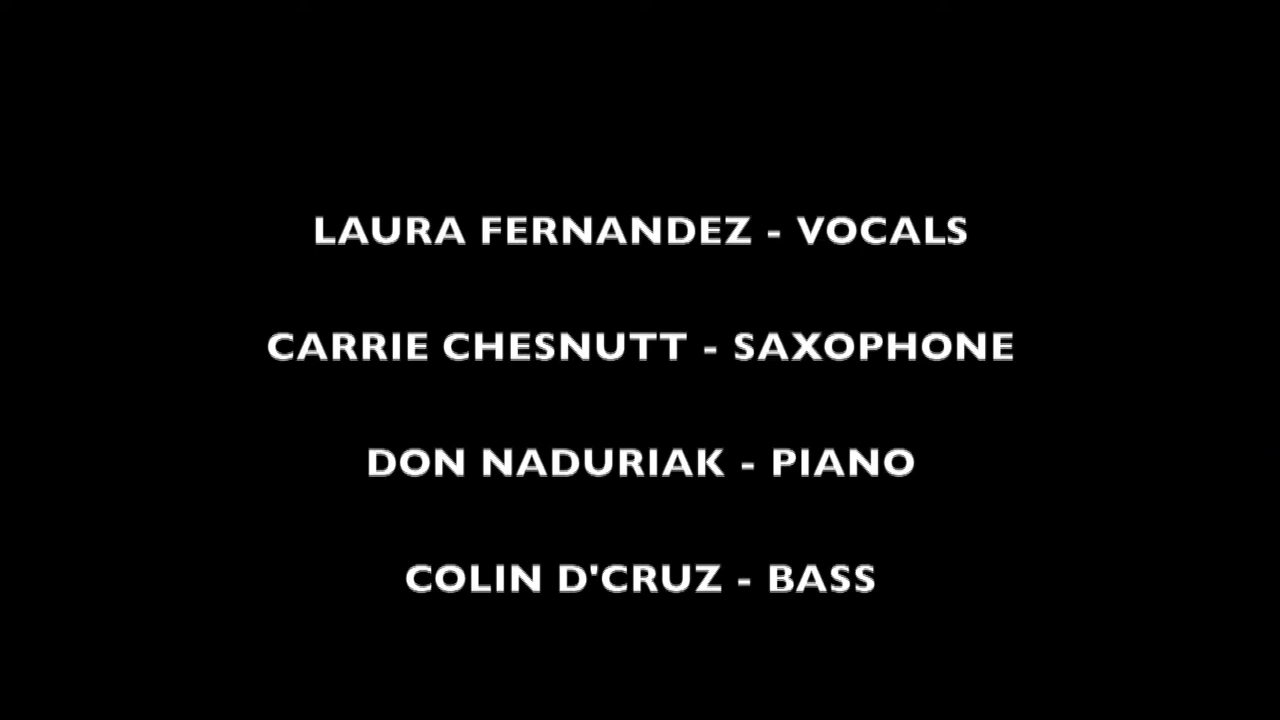 LAURA FERNANDEZ - VOCALS
CARRIE CHESNUTT - SAXOPHONE
DON NADURIAK - PIANO
COLIN D'CRUZ - BASS